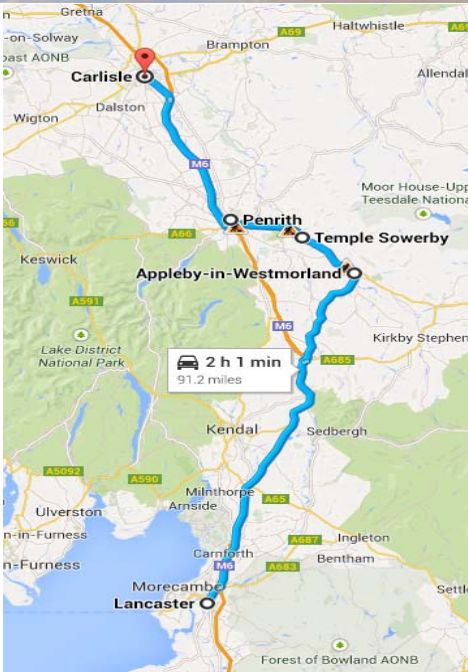 Gretna
Haltwhistle
-on-Solway
A69
past AONB
Brampton
Carlisle
Allendal
Dalston
Wigton
M6
Moor House-Upp
Teesdale Nationa
Penrith
A66
Temple Sowerby
Keswick
Appleby-in-Westmorland
A591
M6
Kirkby Stephen
2 h 1 min
91.2 miles
A685
Lake District
National Park
Kendal
Sedbergh
A5092
A590
Milnthorpe
A65
Arnside
Ulverston
A687
Ingleton
n-in-Furness
Carnforth
Bentham
n-Furness
M6
A683
Morecambe
Settl
Lancaster
Forest of Bowland AONB